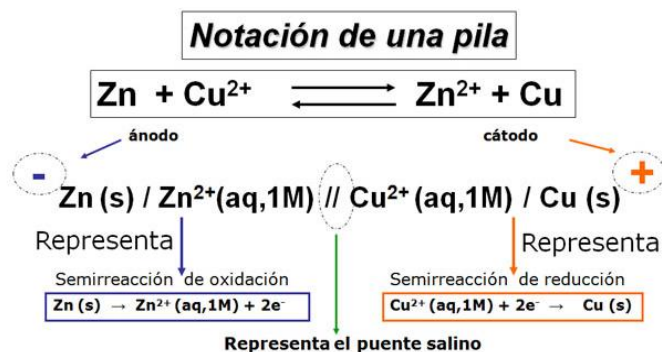 Notación de una pila
Zn + Cu²⁺ ⇄ Zn²⁺ + Cu
ánodo
cátodo
-
+
Zn (s) / Zn²⁺(aq,1M) // Cu²⁺ (aq,1M) / Cu (s)
Representa
Representa
Semirreacción de oxidación
Semirreacción de reducción
Zn (s) → Zn²⁺ (aq,1M) + 2e⁻
Cu²⁺ (aq,1M) + 2e⁻ → Cu (s)
Representa el puente salino